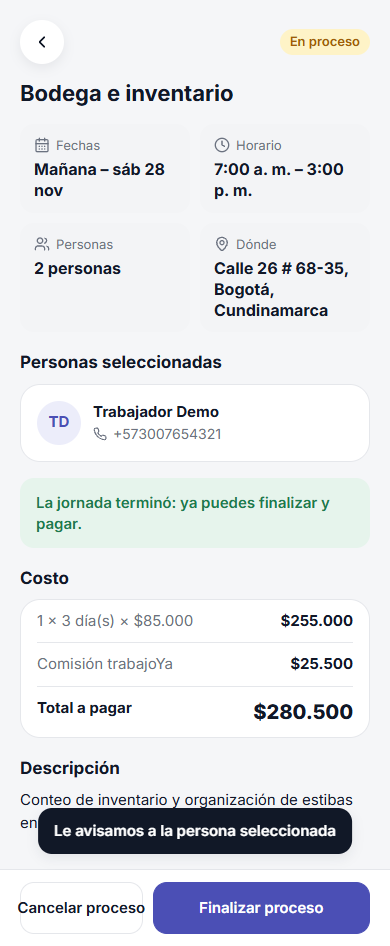 En proceso
Bodega e inventario
Fechas
Mañana – sáb 28
nov
Horario
7:00 a. m. – 3:00
p. m.
Personas
2 personas
Dónde
Calle 26 # 68-35,
Bogotá,
Cundinamarca
Personas seleccionadas
TD
Trabajador Demo
+573007654321
La jornada terminó: ya puedes finalizar y
pagar.
Costo
1 × 3 día(s) × $85.000
$255.000
Comisión trabajoYa
$25.500
Total a pagar
$280.500
Descripción
Conteo de inventario y organización de estibas
Le avisamos a la persona seleccionada
Cancelar proceso
Finalizar proceso